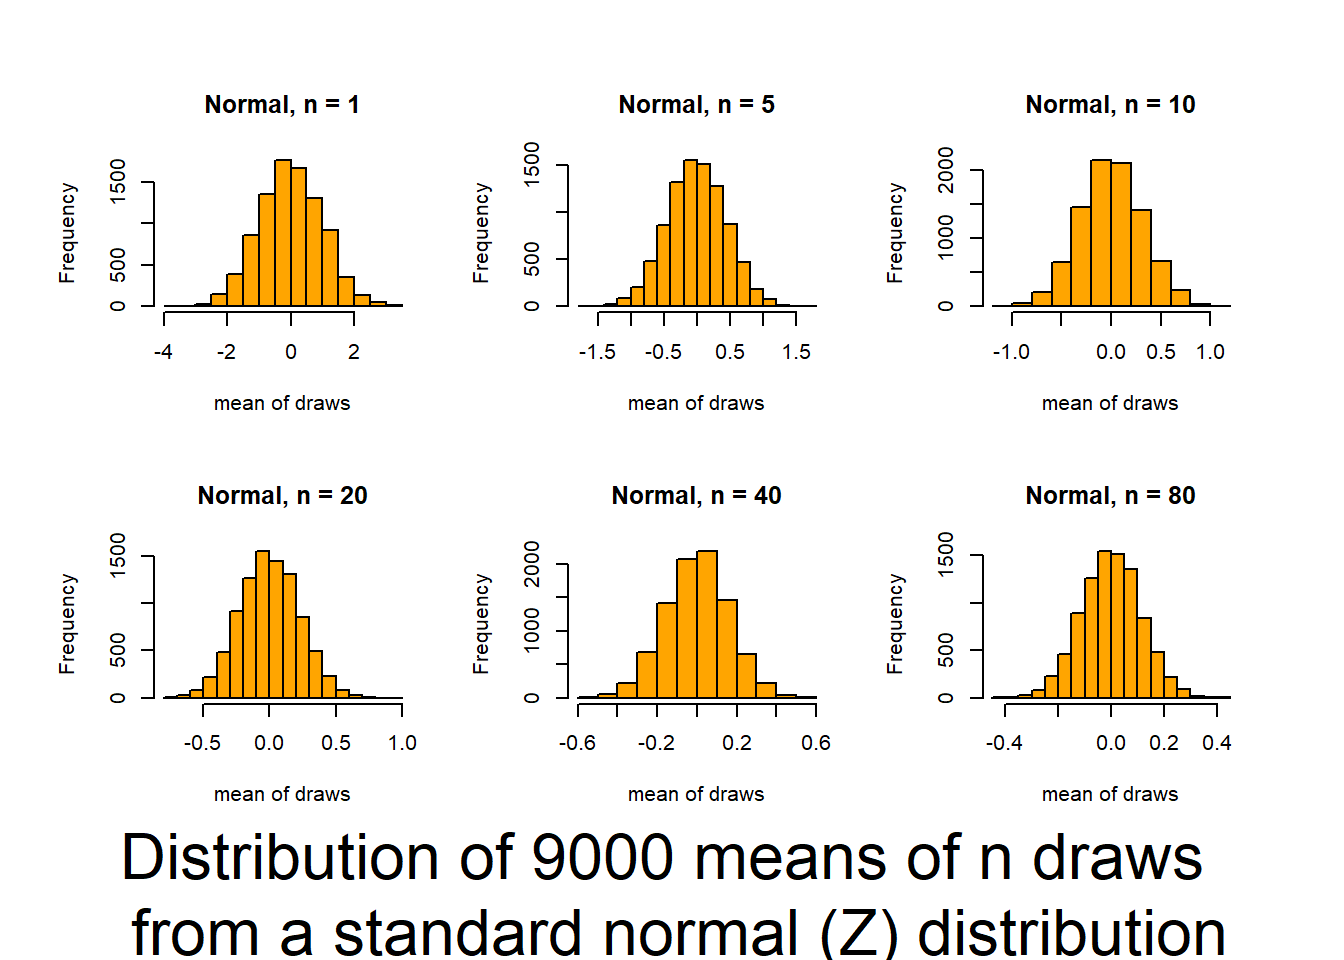 Normal, n = 1
Frequency
0 500 1500
-4 -2 0 2
mean of draws
Normal, n = 5
Frequency
0 500 1500
-1.5 -0.5 0.5 1.5
mean of draws
Normal, n = 10
Frequency
0 1000 2000
-1.0 0.0 0.5 1.0
mean of draws
Normal, n = 20
Frequency
0 500 1500
-0.5 0.0 0.5 1.0
mean of draws
Normal, n = 40
Frequency
0 1000 2000
-0.6 -0.2 0.2 0.6
mean of draws
Normal, n = 80
Frequency
0 500 1500
-0.4 0.0 0.2 0.4
mean of draws
Distribution of 9000 means of n draws
from a standard normal (Z) distribution